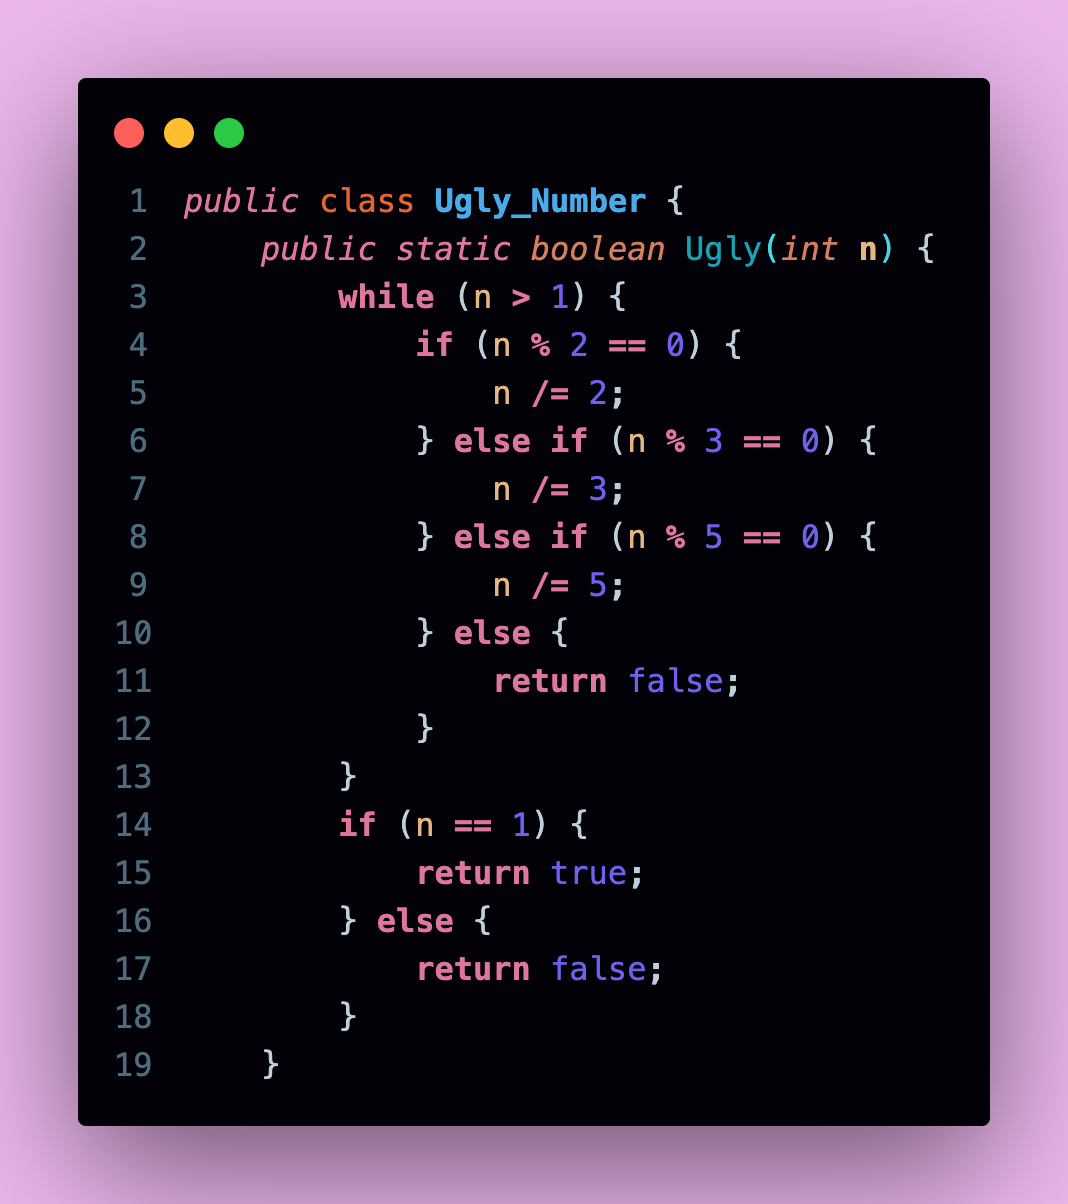 1 public class Ugly_Number {
2     public static boolean Ugly(int n) {
3         while (n > 1) {
4             if (n % 2 == 0) {
5                 n /= 2;
6             } else if (n % 3 == 0) {
7                 n /= 3;
8             } else if (n % 5 == 0) {
9                 n /= 5;
10             } else {
11                 return false;
12             }
13         }
14         if (n == 1) {
15             return true;
16         } else {
17             return false;
18         }
19     }